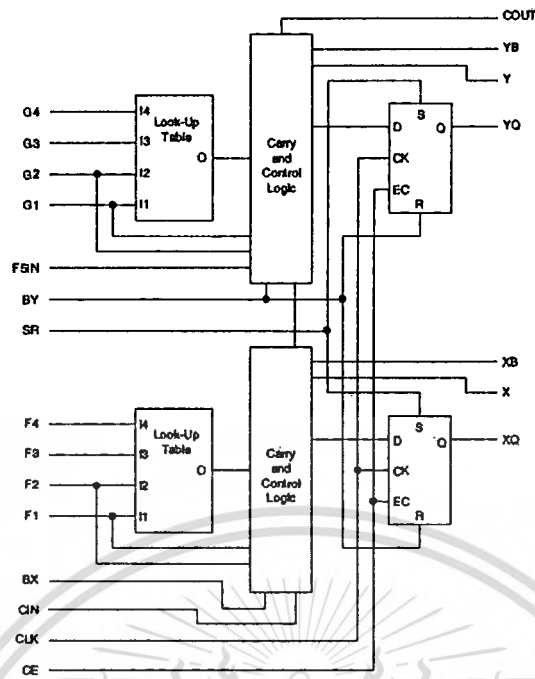 COUT
YB
Y
G4 I4 Look-Up Table S
G3 I3 Carry and Control Logic D Q YQ
G2 I2 O CK
G1 I1 EC
R
FSIN
BY
SR
XB
X
F4 I4 Look-Up Table S
F3 I3 Carry and Control Logic D Q XQ
F2 I2 O CK
F1 I1 EC
R
BX
CIN
CLK
CE